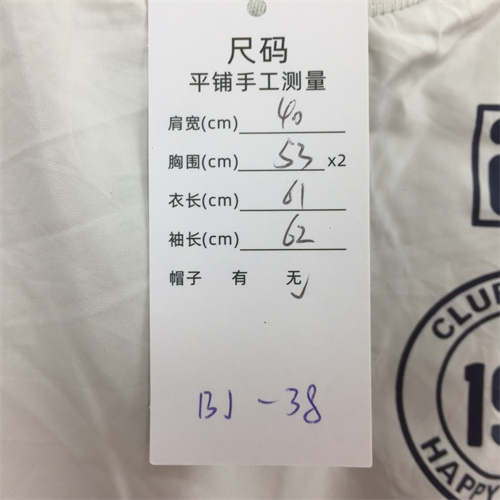 尺码
平铺手工测量
肩宽(cm) 40
胸围(cm) 53 x2
衣长(cm) 61
袖长(cm) 62
帽子 有 无
BJ-38
CLUB
19
HAPPY